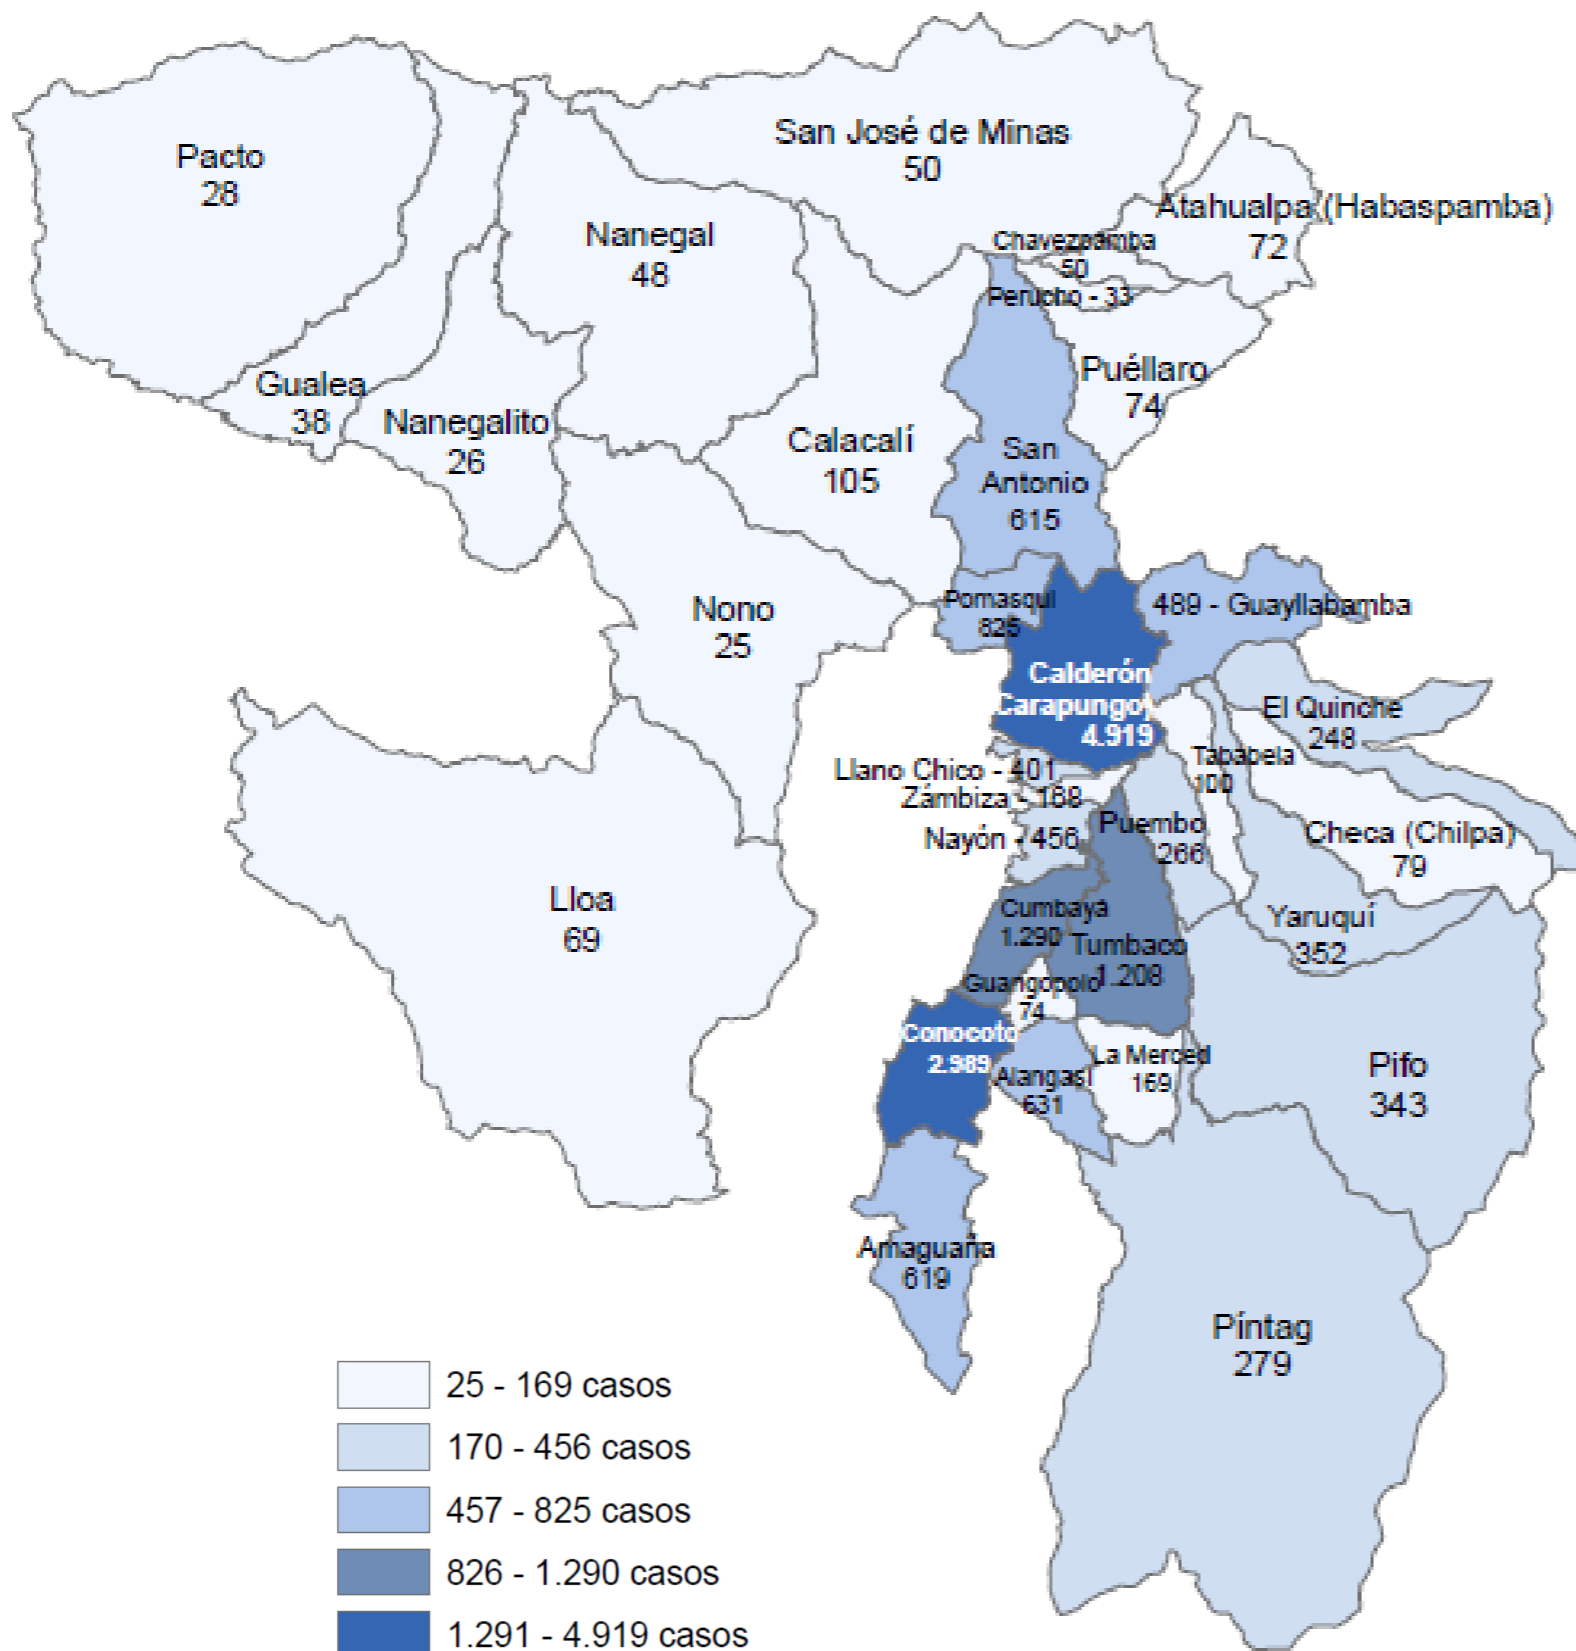 San José de Minas
50
Pacto
28
Atahualpa (Habaspamba)
72
Nanegal
48
Chavezpamba
50
Perucho - 33
Puéllaro
74
Gualea
38
Nanegalito
26
Calacalí
105
San
Antonio
615
Pomasqui
825
489 - Guayllabamba
Nono
25
Calderón
Carapungo)
4.919
El Quinche
248
Tababela
100
Llano Chico - 401
Zámbiza - 168
Nayón - 456
Puembo
266
Checa (Chilpa)
79
Lloa
69
Cumbayá
1.290
Tumbaco
1.208
Yaruquí
352
Guangopolo
74
Conocoto
2.989
Alangasí
631
La Merced
169
Pifo
343
Amaguaña
619
Píntag
279
25 - 169 casos
170 - 456 casos
457 - 825 casos
826 - 1.290 casos
1.291 - 4.919 casos